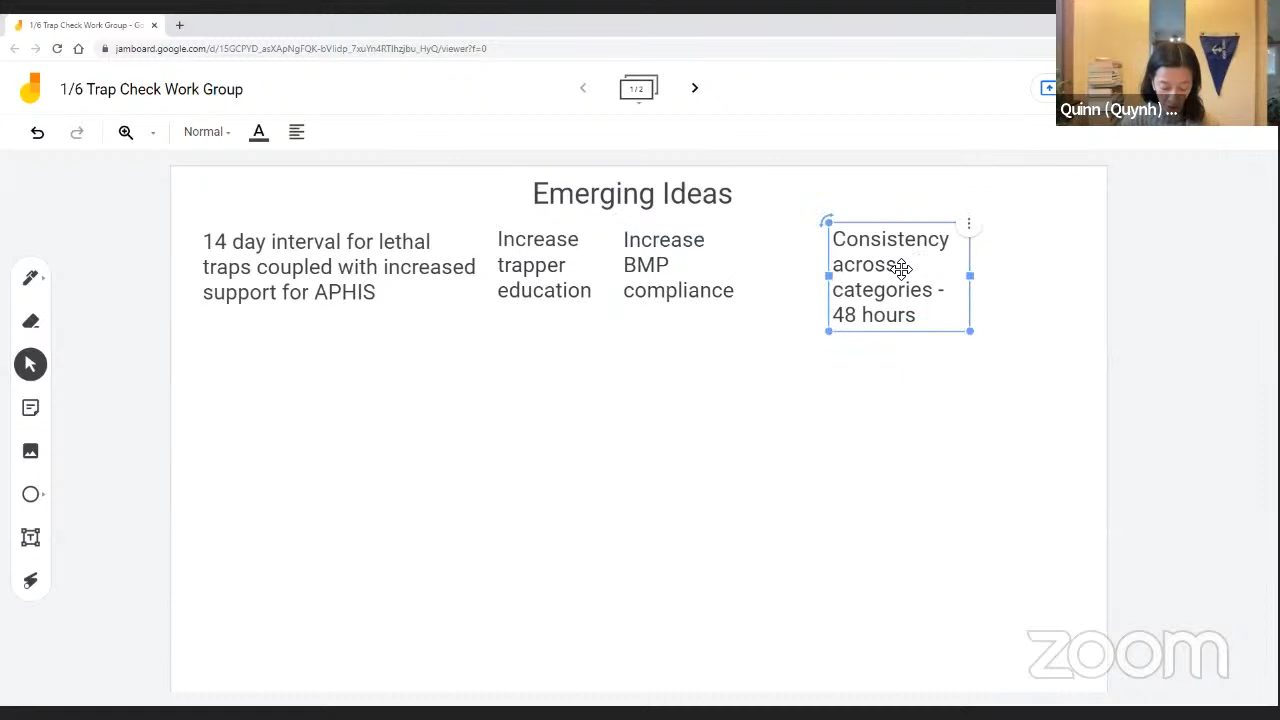 1/6 Trap Check Work Group - Go
jamboard.google.com/d/15GCPYD_asXApNgFQK-bVIidp_7xuYn4RTIhzjbu_HyQ/viewer?f=0
1/6 Trap Check Work Group
1/2
Quinn (Quynh) ...
Normal
A
Emerging Ideas
14 day interval for lethal
traps coupled with increased
support for APHIS
Increase
trapper
education
Increase
BMP
compliance
Consistency
across
categories -
48 hours
zoom